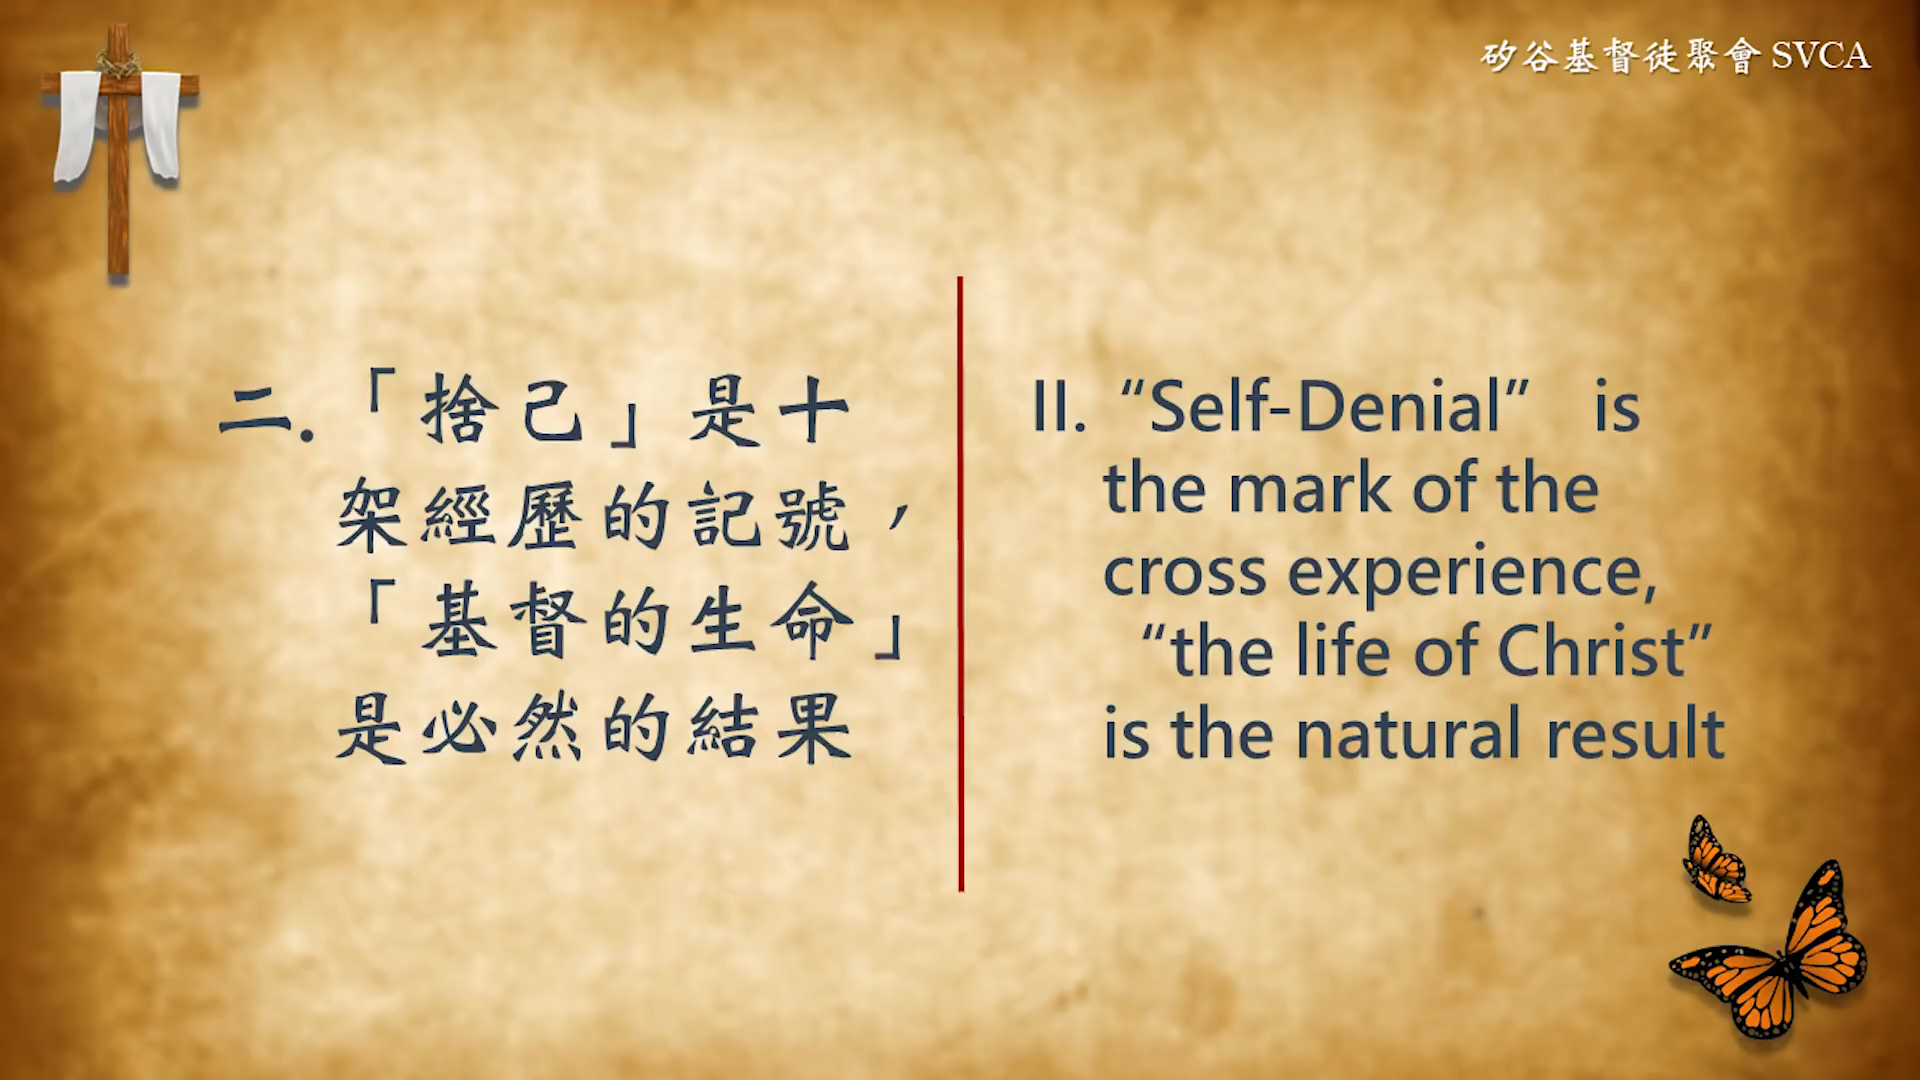 矽谷基督徒聚會 SVCA
二.「捨己」是十
架經歷的記號，
「基督的生命」
是必然的結果
II. “Self-Denial” is
the mark of the
cross experience,
“the life of Christ”
is the natural result